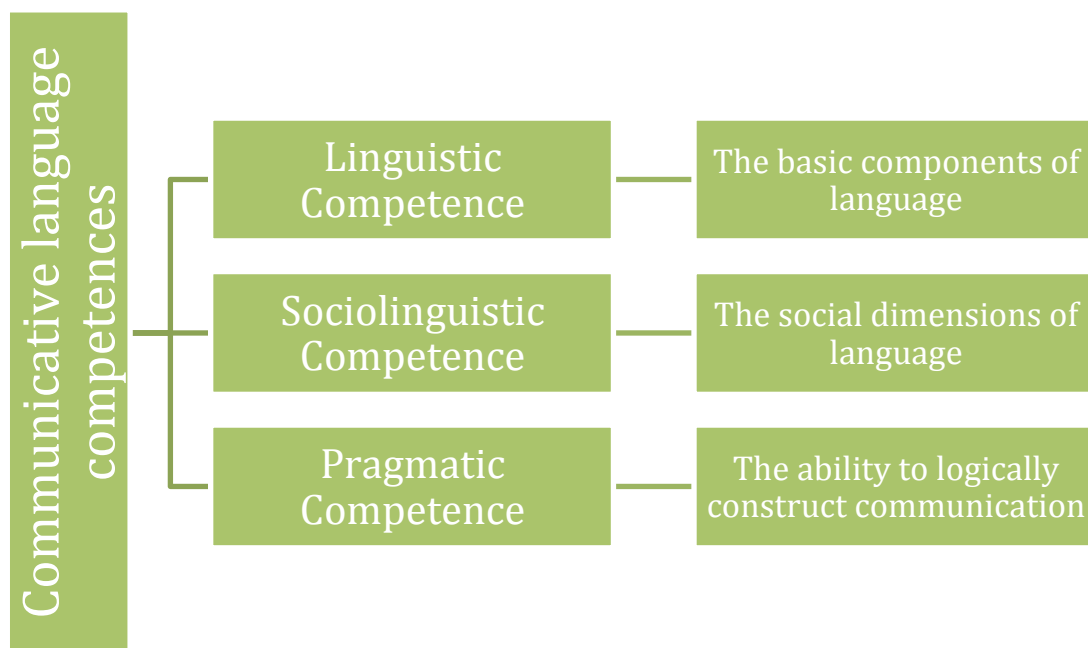 Communicative language
competences
Linguistic
Competence
The basic components of
language
Sociolinguistic
Competence
The social dimensions of
language
Pragmatic
Competence
The ability to logically
construct communication